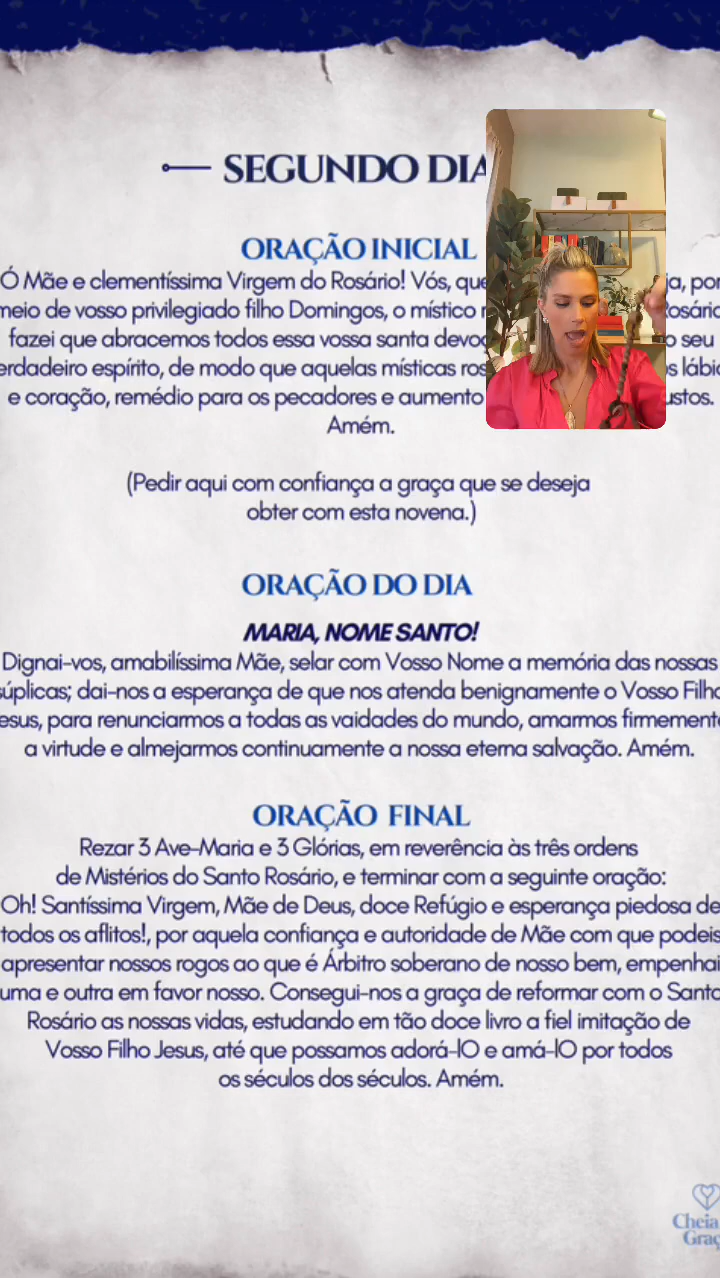 SEGUNDO DIA
ORAÇÃO INICIAL
Ó Mãe e clementíssima Virgem do Rosário! Vós, que a, por
meio de vosso privilegiado filho Domingos, o místico
fazei que abracemos todos essa vossa santa o seu
de modo que aquelas místicas
e coração, remédio para os pecadores e aumento
Amém.
(Pedir aqui com confiança a graça que se deseja
obter com esta novena.)
ORAÇÃO DO DIA
MARIA, NOME SANTO!
Dignai-vos, amabilíssima Mãe, selar com Vosso Nome a memória das nossas
súplicas; dai-nos a esperança de que nos atenda benignamente o Vosso Filho
esus, para renunciarmos a todas as vaidades do mundo, amarmos firmemente
a virtude e almejarmos continuamente a nossa eterna salvação. Amém.
ORAÇÃO FINAL
Rezar 3 Ave-Maria e 3 Glórias, em reverência às três ordens
de Mistérios do Santo Rosário, e terminar com a seguinte oração:
Oh! Santíssima Virgem, Mãe de Deus, doce Refúgio e esperança piedosa de
todos os aflitos!, por aquela confiança e autoridade de Mãe com que podeis
apresentar nossos rogos ao que é Árbitro soberano de nosso bem, empenhai
uma e outra em favor nosso. Consegui-nos a graça de reformar com o Santo
Rosário as nossas vidas, estudando em tão doce livro a fiel imitação de
Vosso Filho Jesus, até que possamos adorá-lO e amá-lO por todos
os séculos dos séculos. Amém.
Cheia
Graç